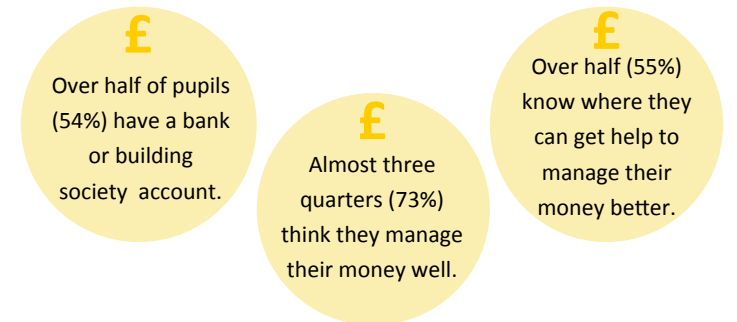 £
Over half of pupils
(54%) have a bank
or building
society account.
£
Almost three
quarters (73%)
think they manage
their money well.
£
Over half (55%)
know where they
can get help to
manage their
money better.